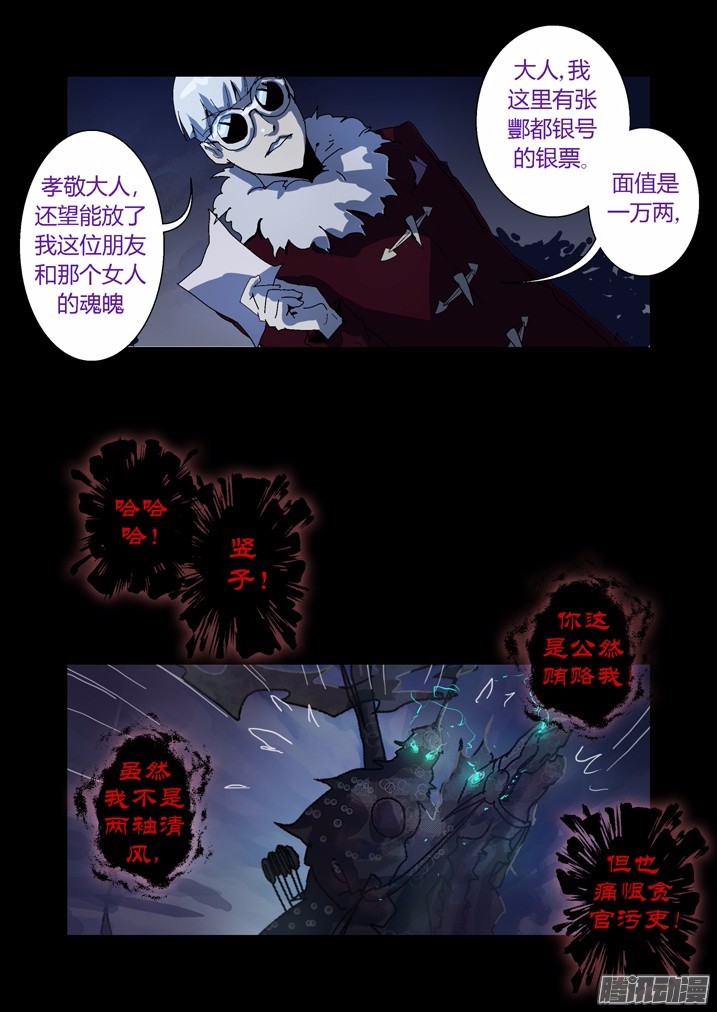 大人，我
这里有张
酆都银号
的银票。
面值是
一万两，
孝敬大人，
还望能放了
我这位朋友
和那个女人
的魂魄
哈哈
哈！
竖
子！
你这
是公然
贿赂我
虽然
我不是
两袖清
风，
但也
痛恨贪
官污吏！
腾讯动漫